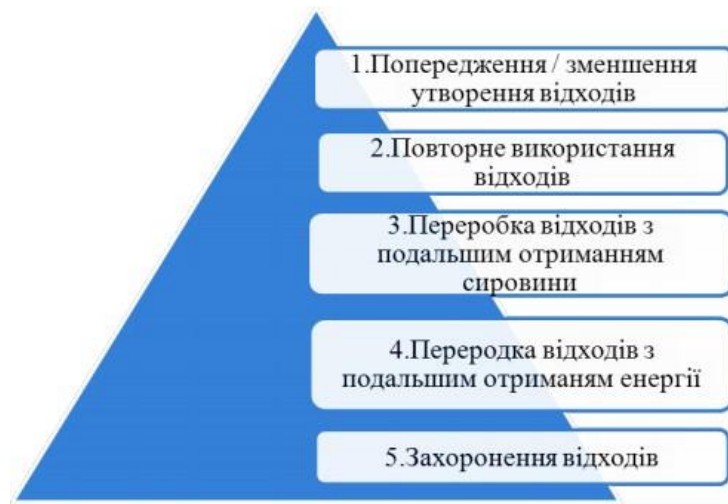 1.Попередження / зменшення
утворення відходів
2.Повторне використання
відходів
3.Переробка відходів з
подальшим отриманням
сировини
4.Переродка відходів з
подальшим отриманям енергії
5.Захоронення відходів